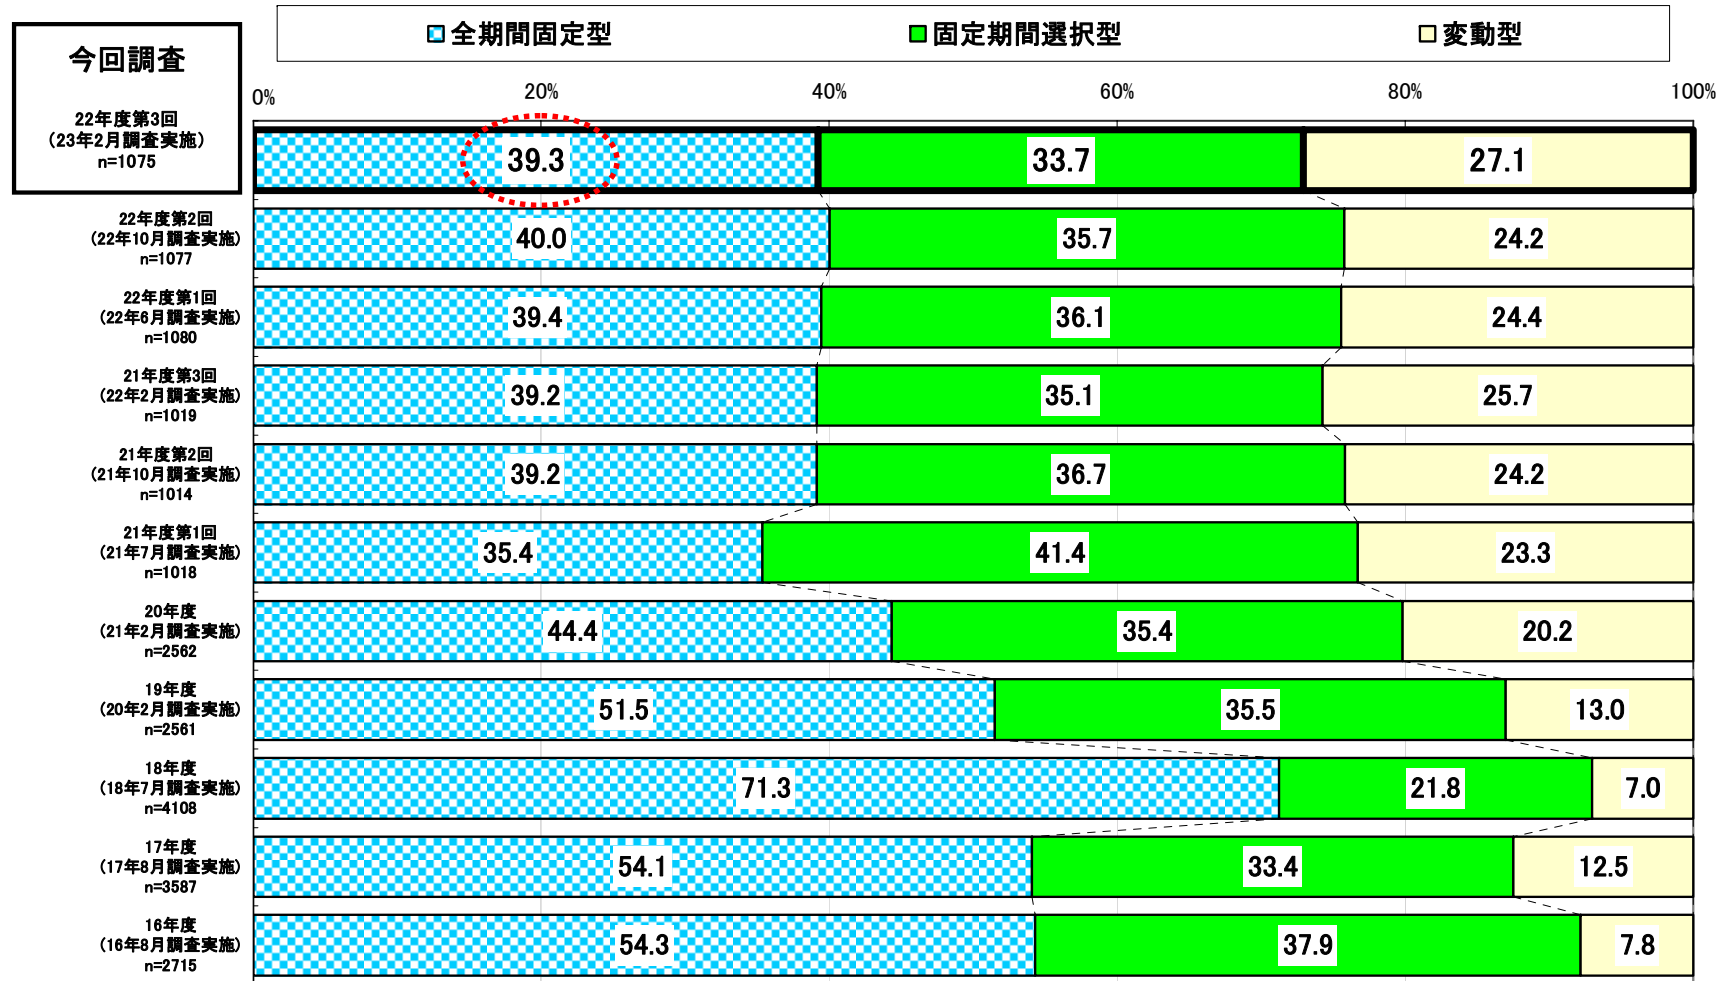 全期間固定型 固定期間選択型 変動型
今回調査
0% 20% 40% 60% 80% 100%
22年度第3回
(23年2月調査実施)
n=1075
39.3 33.7 27.1
22年度第2回
(22年10月調査実施)
n=1077
40.0 35.7 24.2
22年度第1回
(22年6月調査実施)
n=1080
39.4 36.1 24.4
21年度第3回
(22年2月調査実施)
n=1019
39.2 35.1 25.7
21年度第2回
(21年10月調査実施)
n=1014
39.2 36.7 24.2
21年度第1回
(21年7月調査実施)
n=1018
35.4 41.4 23.3
20年度
(21年2月調査実施)
n=2562
44.4 35.4 20.2
19年度
(20年2月調査実施)
n=2561
51.5 35.5 13.0
18年度
(18年7月調査実施)
n=4108
71.3 21.8 7.0
17年度
(17年8月調査実施)
n=3587
54.1 33.4 12.5
16年度
(16年8月調査実施)
n=2715
54.3 37.9 7.8